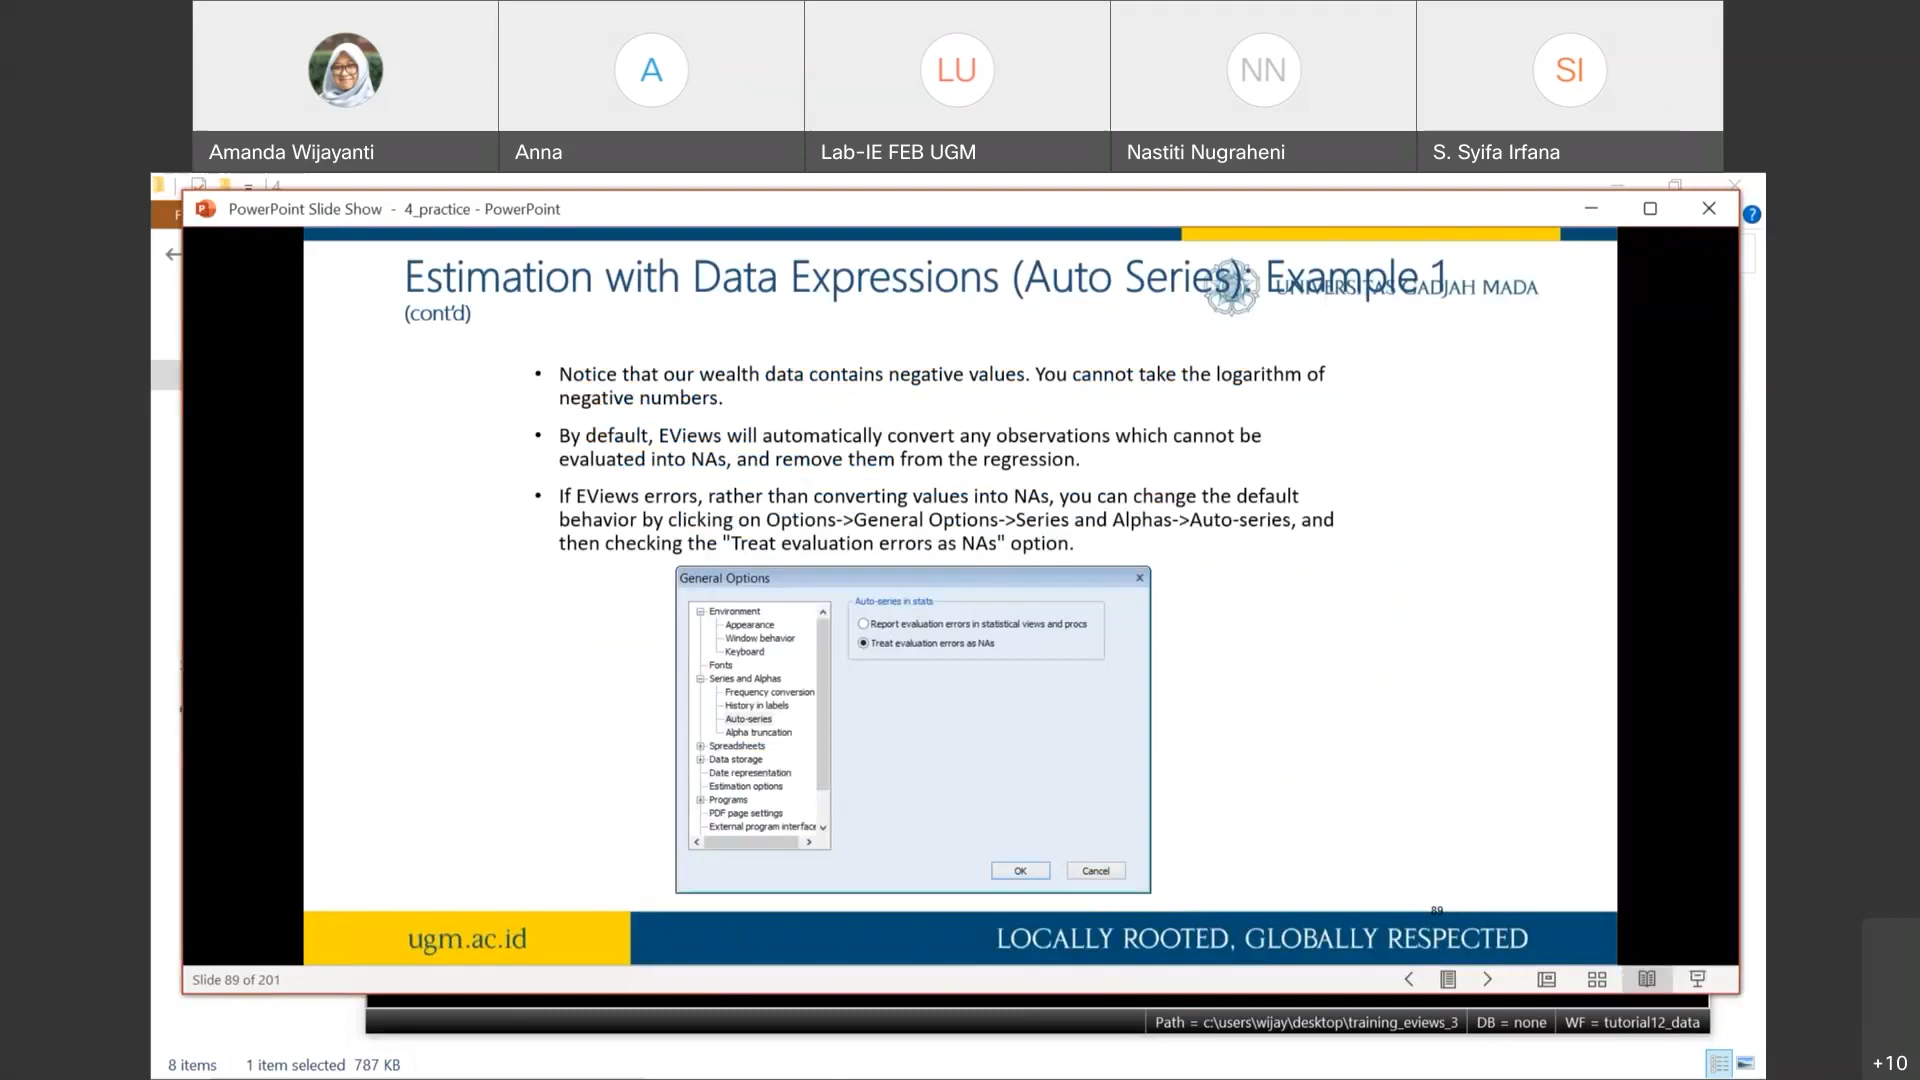 A
LU
NN
SI
Amanda Wijayanti
Anna
Lab-IE FEB UGM
Nastiti Nugraheni
S. Syifa Irfana
PowerPoint Slide Show - 4_practice - PowerPoint
Estimation with Data Expressions (Auto Series): Example 1
UNIVERSITAS GADJAH MADA
(cont'd)
• Notice that our wealth data contains negative values. You cannot take the logarithm of
negative numbers.
• By default, EViews will automatically convert any observations which cannot be
evaluated into NAs, and remove them from the regression.
• If EViews errors, rather than converting values into NAs, you can change the default
behavior by clicking on Options->General Options->Series and Alphas->Auto-series, and
then checking the "Treat evaluation errors as NAs" option.
General Options
Environment
Appearance
Window behavior
Keyboard
Fonts
Series and Alphas
Frequency conversion
History in labels
Auto-series
Alpha truncation
Spreadsheets
Data storage
Date representation
Estimation options
Programs
PDF page settings
External program interface
Auto-series in stats
Report evaluation errors in statistical views and procs
Treat evaluation errors as NAs
OK
Cancel
89
ugm.ac.id
LOCALLY ROOTED, GLOBALLY RESPECTED
Slide 89 of 201
Path = c:\users\wijay\desktop\training_eviews_3
DB = none
WF = tutorial12_data
8 items
1 item selected 787 KB
+10